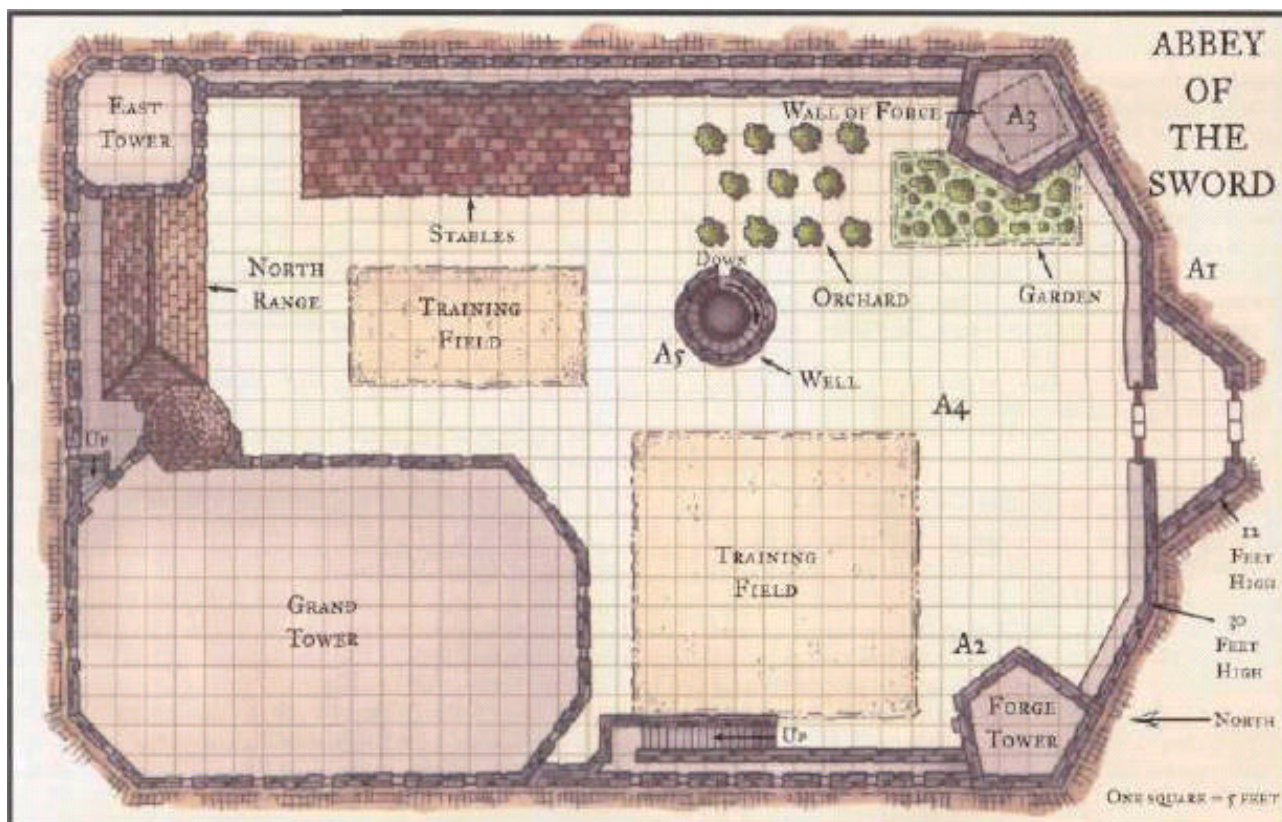 ABBEY
OF
THE
SWORD
EAST
TOWER
WALL OF FORCE
A3
STABLES
NORTH
RANGE
TRAINING
FIELD
DOWN
ORCHARD
GARDEN
A1
A5
WELL
A4
UP
12
FEET
HIGH
TRAINING
FIELD
GRAND
TOWER
30
FEET
HIGH
A2
FORGE
TOWER
NORTH
UP
ONE SQUARE = 5 FEET